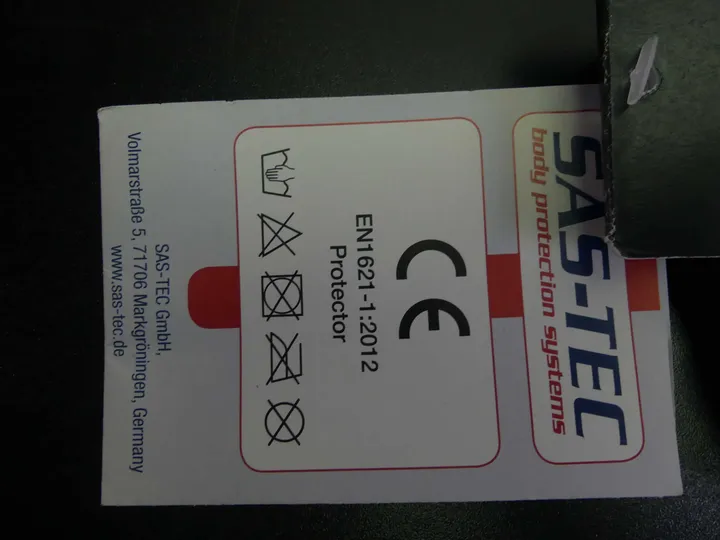 SAS-TEC
body protection systems
CE
EN1621-1:2012
Protector
SAS-TEC GmbH,
Volmarstraße 5, 71706 Markgröningen, Germany
www.sas-tec.de